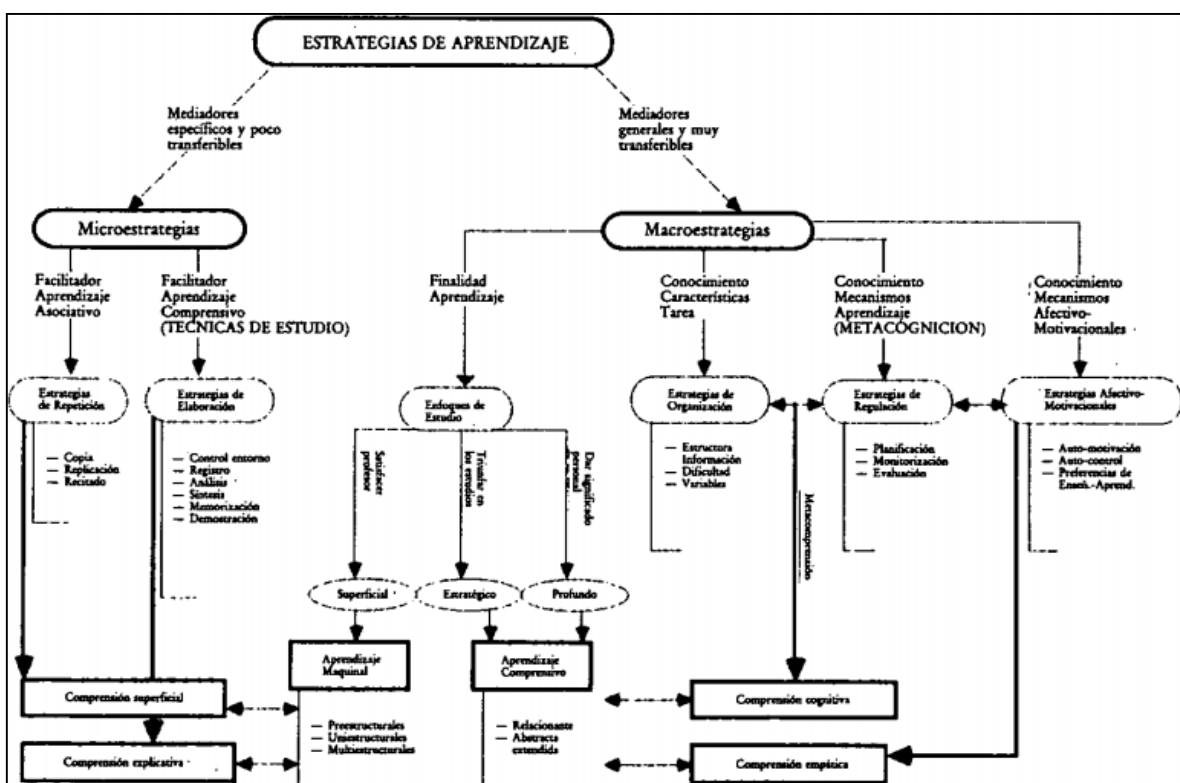 ESTRATEGIAS DE APRENDIZAJE
Mediadores
específicos y poco
transferibles
Mediadores
generales y muy
transferibles
Microestrategias
Macroestrategias
Facilitador
Aprendizaje
Asociativo
Facilitador
Aprendizaje
Comprensivo
(TECNICAS DE ESTUDIO)
Finalidad
Aprendizaje
Conocimiento
Características
Tarea
Conocimiento
Mecanismos
Aprendizaje
(METACOGNICION)
Conocimiento
Mecanismos
Afectivo-
Motivacionales
Estrategias
de Repetición
Estrategias de
Elaboración
Enfoques de
Estudio
Estrategias
de Organización
Estrategias de
Regulación
Estrategias Afectivo-
Motivacionales
— Copia
— Replicación
— Recitado
— Control entorno
— Registro
— Análisis
— Síntesis
— Memorización
— Demostración
Satisfacer
profesor
Triunfar en
los estudios
Dar significado
personal
— Estructura
Información
— Dificultad
— Variables
— Planificación
— Monitorización
— Evaluación
— Auto-motivación
— Auto-control
— Preferencias de
Enseñ.-Aprend.
Metacomprensión
Superficial
Estratégico
Profundo
Aprendizaje
Maquinal
Aprendizaje
Comprensivo
Comprensión superficial
Comprensión cognitiva
— Preestructurales
— Uniestructurales
— Multiestructurales
— Relacionante
— Abstracta
extendida
Comprensión explicativa
Comprensión empática